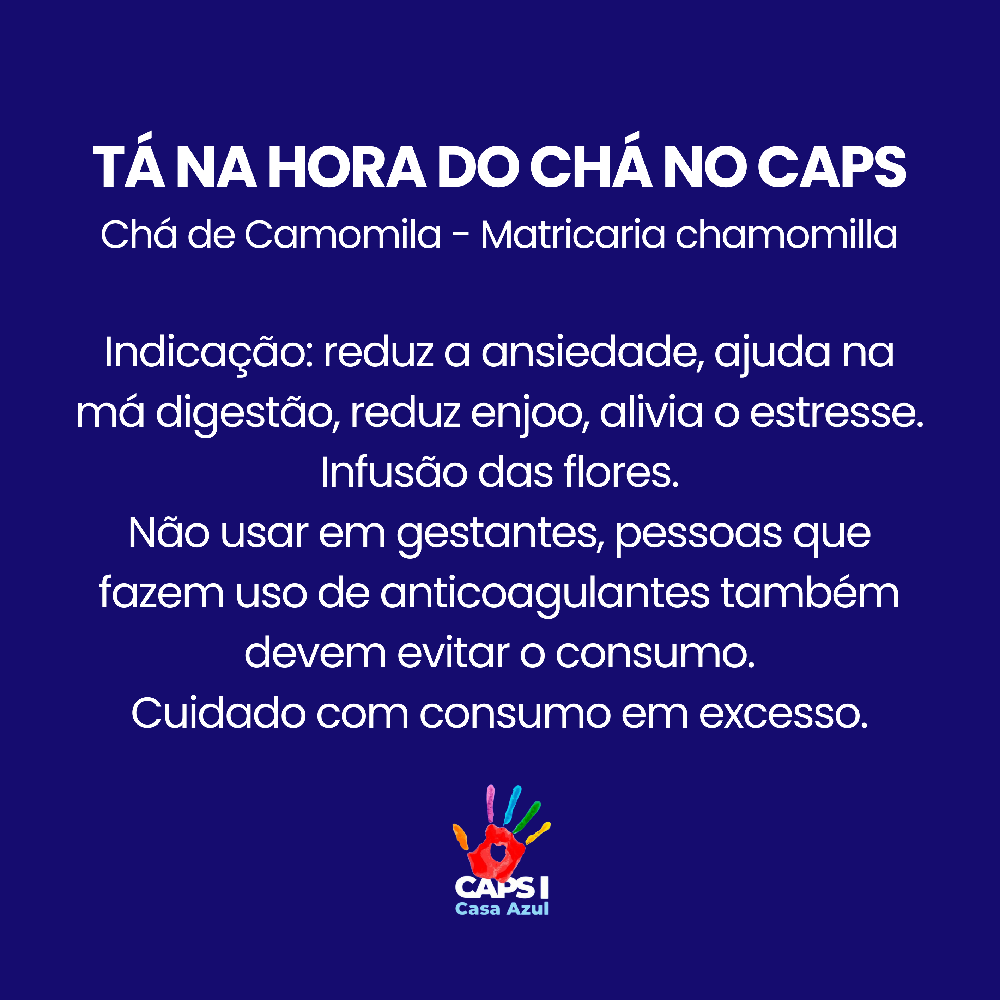 TÁ NA HORA DO CHÁ NO CAPS
Chá de Camomila - Matricaria chamomilla
Indicação: reduz a ansiedade, ajuda na
má digestão, reduz enjoo, alivia o estresse.
Infusão das flores.
Não usar em gestantes, pessoas que
fazem uso de anticoagulantes também
devem evitar o consumo.
Cuidado com consumo em excesso.
CAPS I
Casa Azul